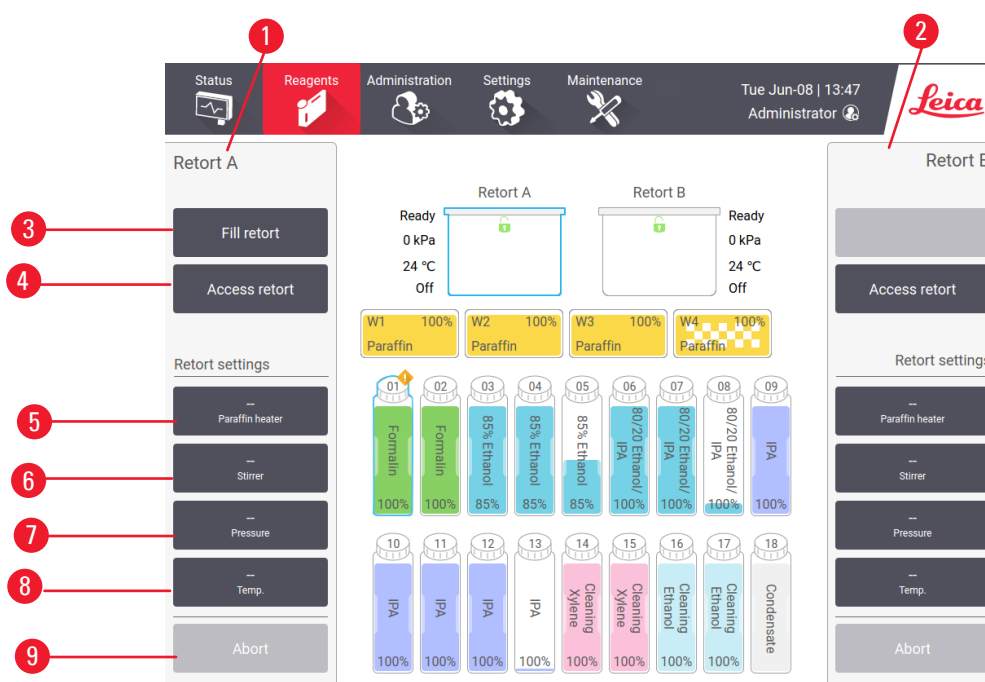 1
2
Status
Reagents
Administration
Settings
Maintenance
Tue Jun-08 | 13:47
Administrator
Leica
Retort A
Retort
Retort A
Retort B
Ready
0 kPa
24 °C
Off
Ready
0 kPa
24 °C
Off
3
Fill retort
4
Access retort
Access retort
W1 100%
Paraffin
W2 100%
Paraffin
W3 100%
Paraffin
W4 100%
Paraffin
Retort settings
Retort settings
5
--
Paraffin heater
--
Paraffin heater
6
--
Stirrer
--
Stirrer
7
--
Pressure
--
Pressure
8
--
Temp.
--
Temp.
9
Abort
Abort
01
Formalin
100%
02
Formalin
100%
03
85% Ethanol
85%
04
85% Ethanol
85%
05
85% Ethanol
85%
06
80/20 Ethanol/
IPA
100%
07
80/20 Ethanol/
IPA
100%
08
80/20 Ethanol/
IPA
100%
09
IPA
100%
10
IPA
100%
11
IPA
100%
12
IPA
100%
13
IPA
100%
14
Cleaning
Xylene
100%
15
Cleaning
Xylene
100%
16
Cleaning
Ethanol
100%
17
Cleaning
Ethanol
100%
18
Condensate